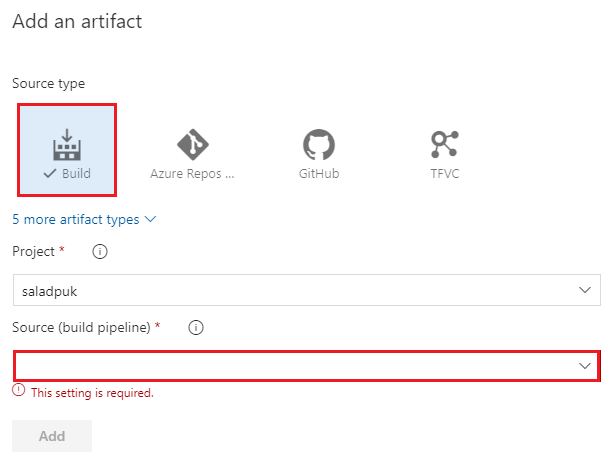 Add an artifact
Source type
Build
Azure Repos ...
GitHub
TFVC
5 more artifact types
Project *
saladpuk
Source (build pipeline) *
This setting is required.
Add